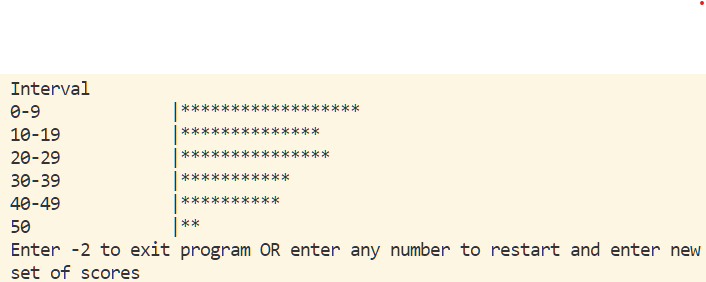 Interval
0-9             |******************
10-19           |**************
20-29           |***************
30-39           |***********
40-49           |**********
50              |**
Enter -2 to exit program OR enter any number to restart and enter new
set of scores